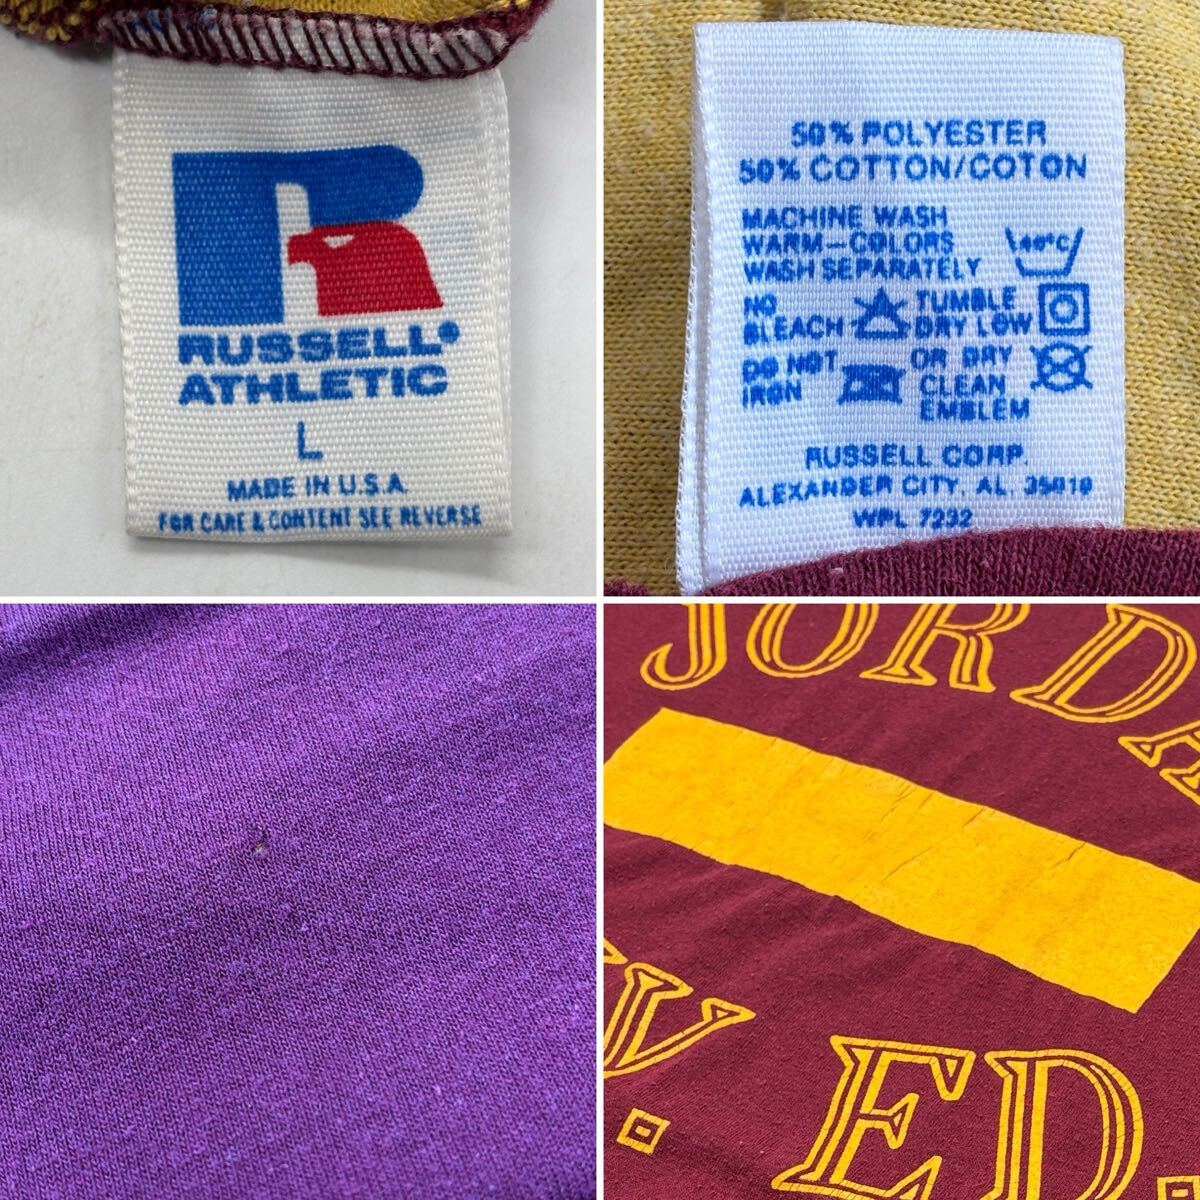 RUSSELL®
ATHLETIC
L
MADE IN U.S.A.
FOR CARE & CONTENT SEE REVERSE
50% POLYESTER
50% COTTON/COTON
MACHINE WASH
WARM-COLORS
WASH SEPARATELY
40°C
NO
BLEACH
TUMBLE
DRY LOW
DO NOT
IRON
OR DRY
CLEAN
EMBLEM
RUSSELL CORP.
ALEXANDER CITY, AL. 35010
WPL 7232
JORDA
V. ED.